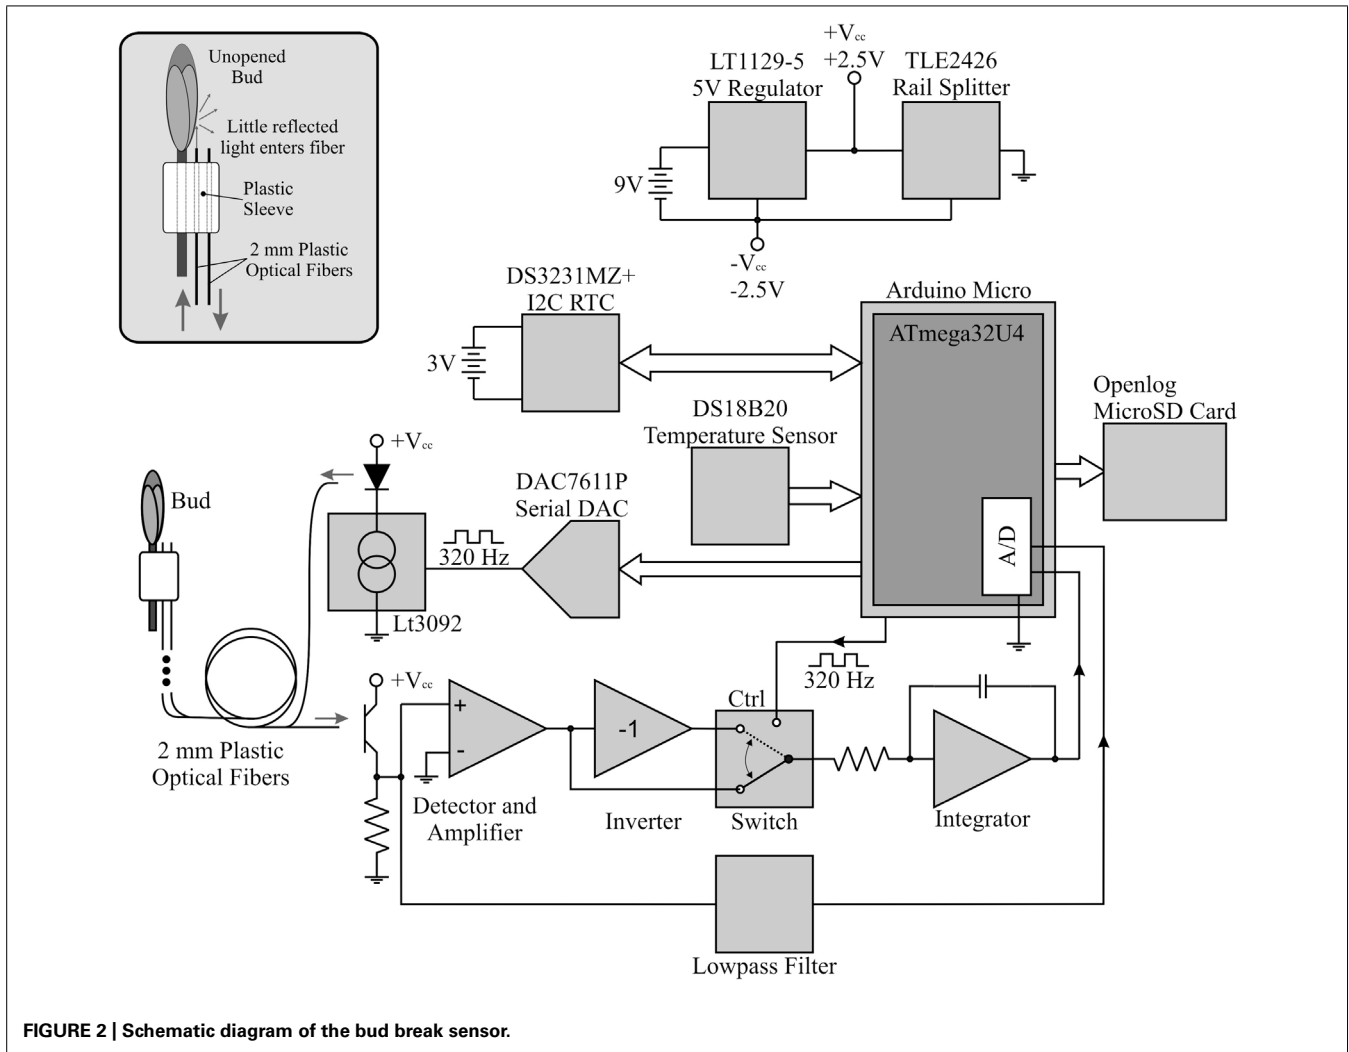 Unopened
Bud
Little reflected
light enters fiber
Plastic
Sleeve
2 mm Plastic
Optical Fibers
+Vcc
+2.5V
LT1129-5
5V Regulator
TLE2426
Rail Splitter
9V
-Vcc
-2.5V
DS3231MZ+
I2C RTC
3V
Arduino Micro
ATmega32U4
DS18B20
Temperature Sensor
Openlog
MicroSD Card
+Vcc
Bud
DAC7611P
Serial DAC
320 Hz
A/D
Lt3092
320 Hz
+Vcc
Ctrl
+
-
-1
2 mm Plastic
Optical Fibers
Detector and
Amplifier
Inverter
Switch
Integrator
Lowpass Filter
FIGURE 2 | Schematic diagram of the bud break sensor.